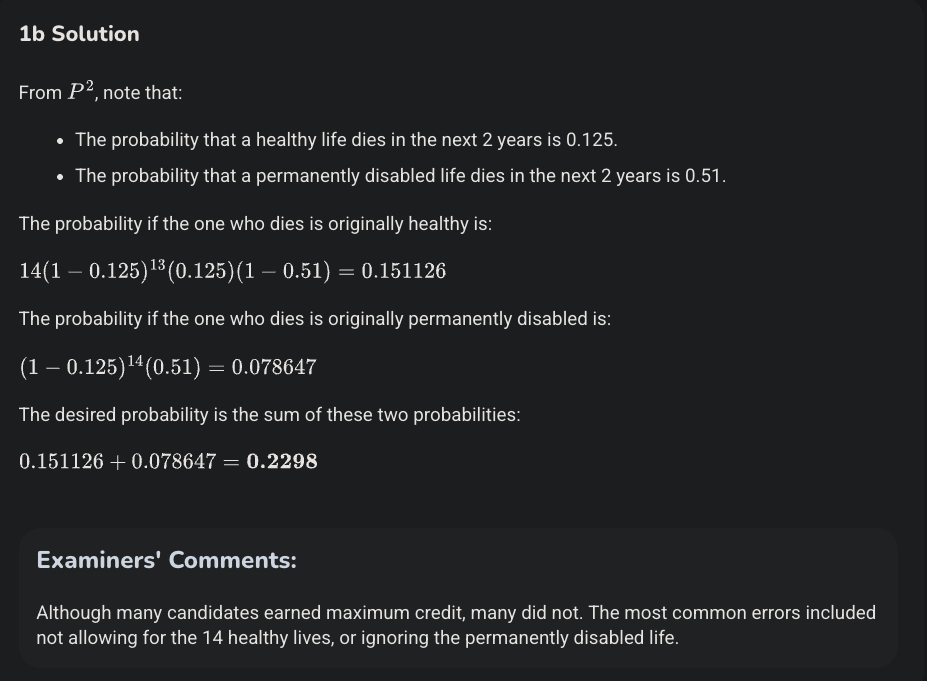 1b Solution
From P², note that:
• The probability that a healthy life dies in the next 2 years is 0.125.
• The probability that a permanently disabled life dies in the next 2 years is 0.51.
The probability if the one who dies is originally healthy is:
14(1 − 0.125)¹³(0.125)(1 − 0.51) = 0.151126
The probability if the one who dies is originally permanently disabled is:
(1 − 0.125)¹⁴(0.51) = 0.078647
The desired probability is the sum of these two probabilities:
0.151126 + 0.078647 = 0.2298
Examiners' Comments:
Although many candidates earned maximum credit, many did not. The most common errors included
not allowing for the 14 healthy lives, or ignoring the permanently disabled life.